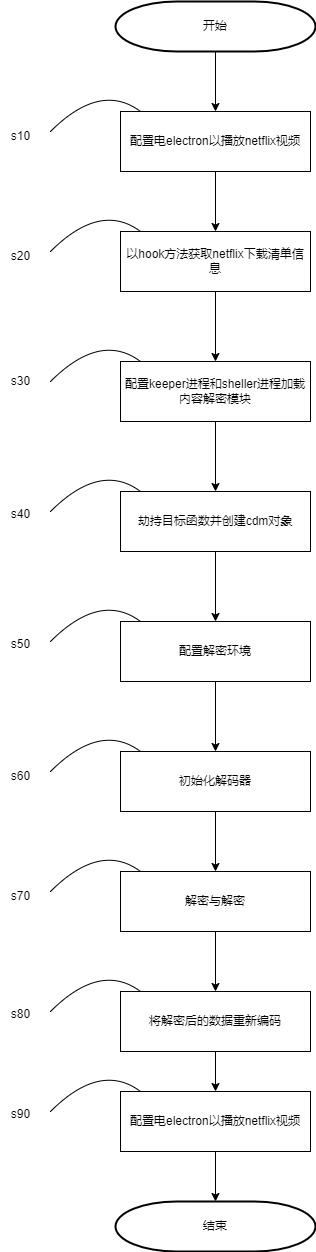 开始
s10
配置电electron以播放netflix视频
s20
以hook方法获取netflix下载清单信
息
s30
配置keeper进程和sheller进程加载
内容解密模块
s40
劫持目标函数并创建cdm对象
s50
配置解密环境
s60
初始化解码器
s70
解密与解密
s80
将解密后的数据重新编码
s90
配置电electron以播放netflix视频
结束